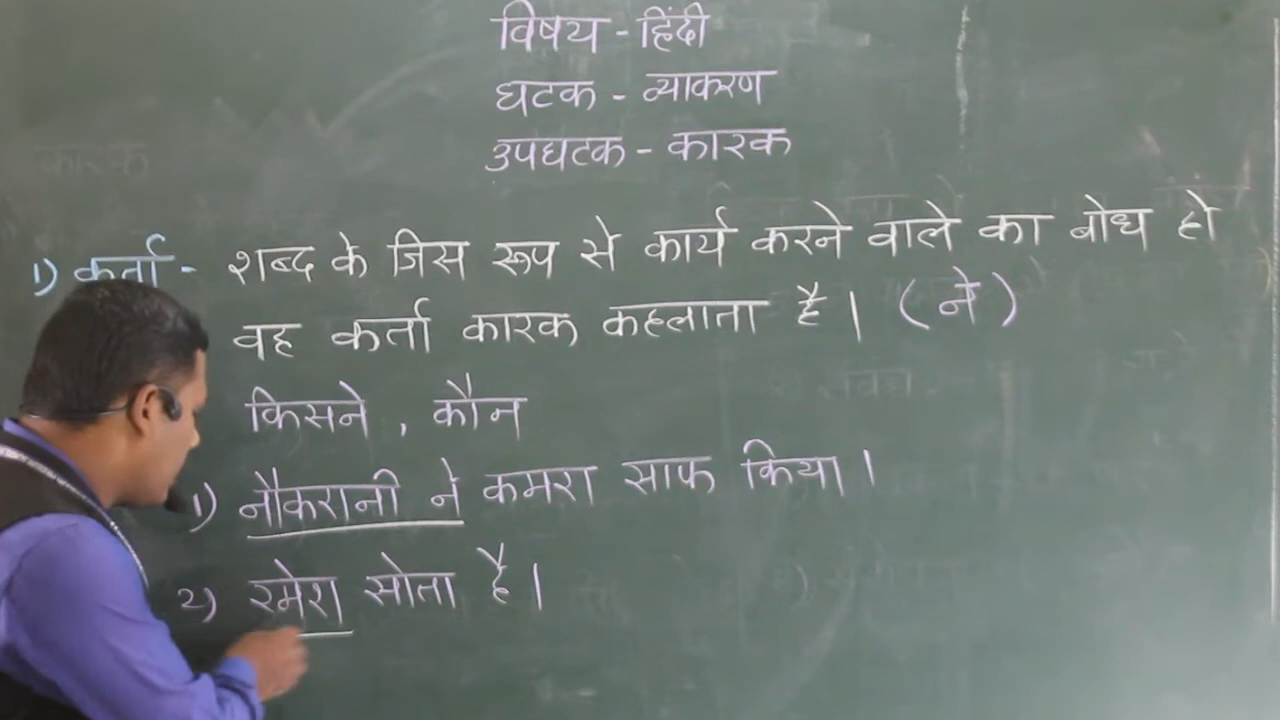 विषय - हिंदी
घटक - व्याकरण
उपघटक - कारक
कारक
१) कर्ता - शब्द के जिस रूप से कार्य करने वाले का बोध हो
वह कर्ता कारक कहलाता है। (ने)
किसने , कौन
१) नौकरानी ने कमरा साफ किया।
२) रमेश सोता है।